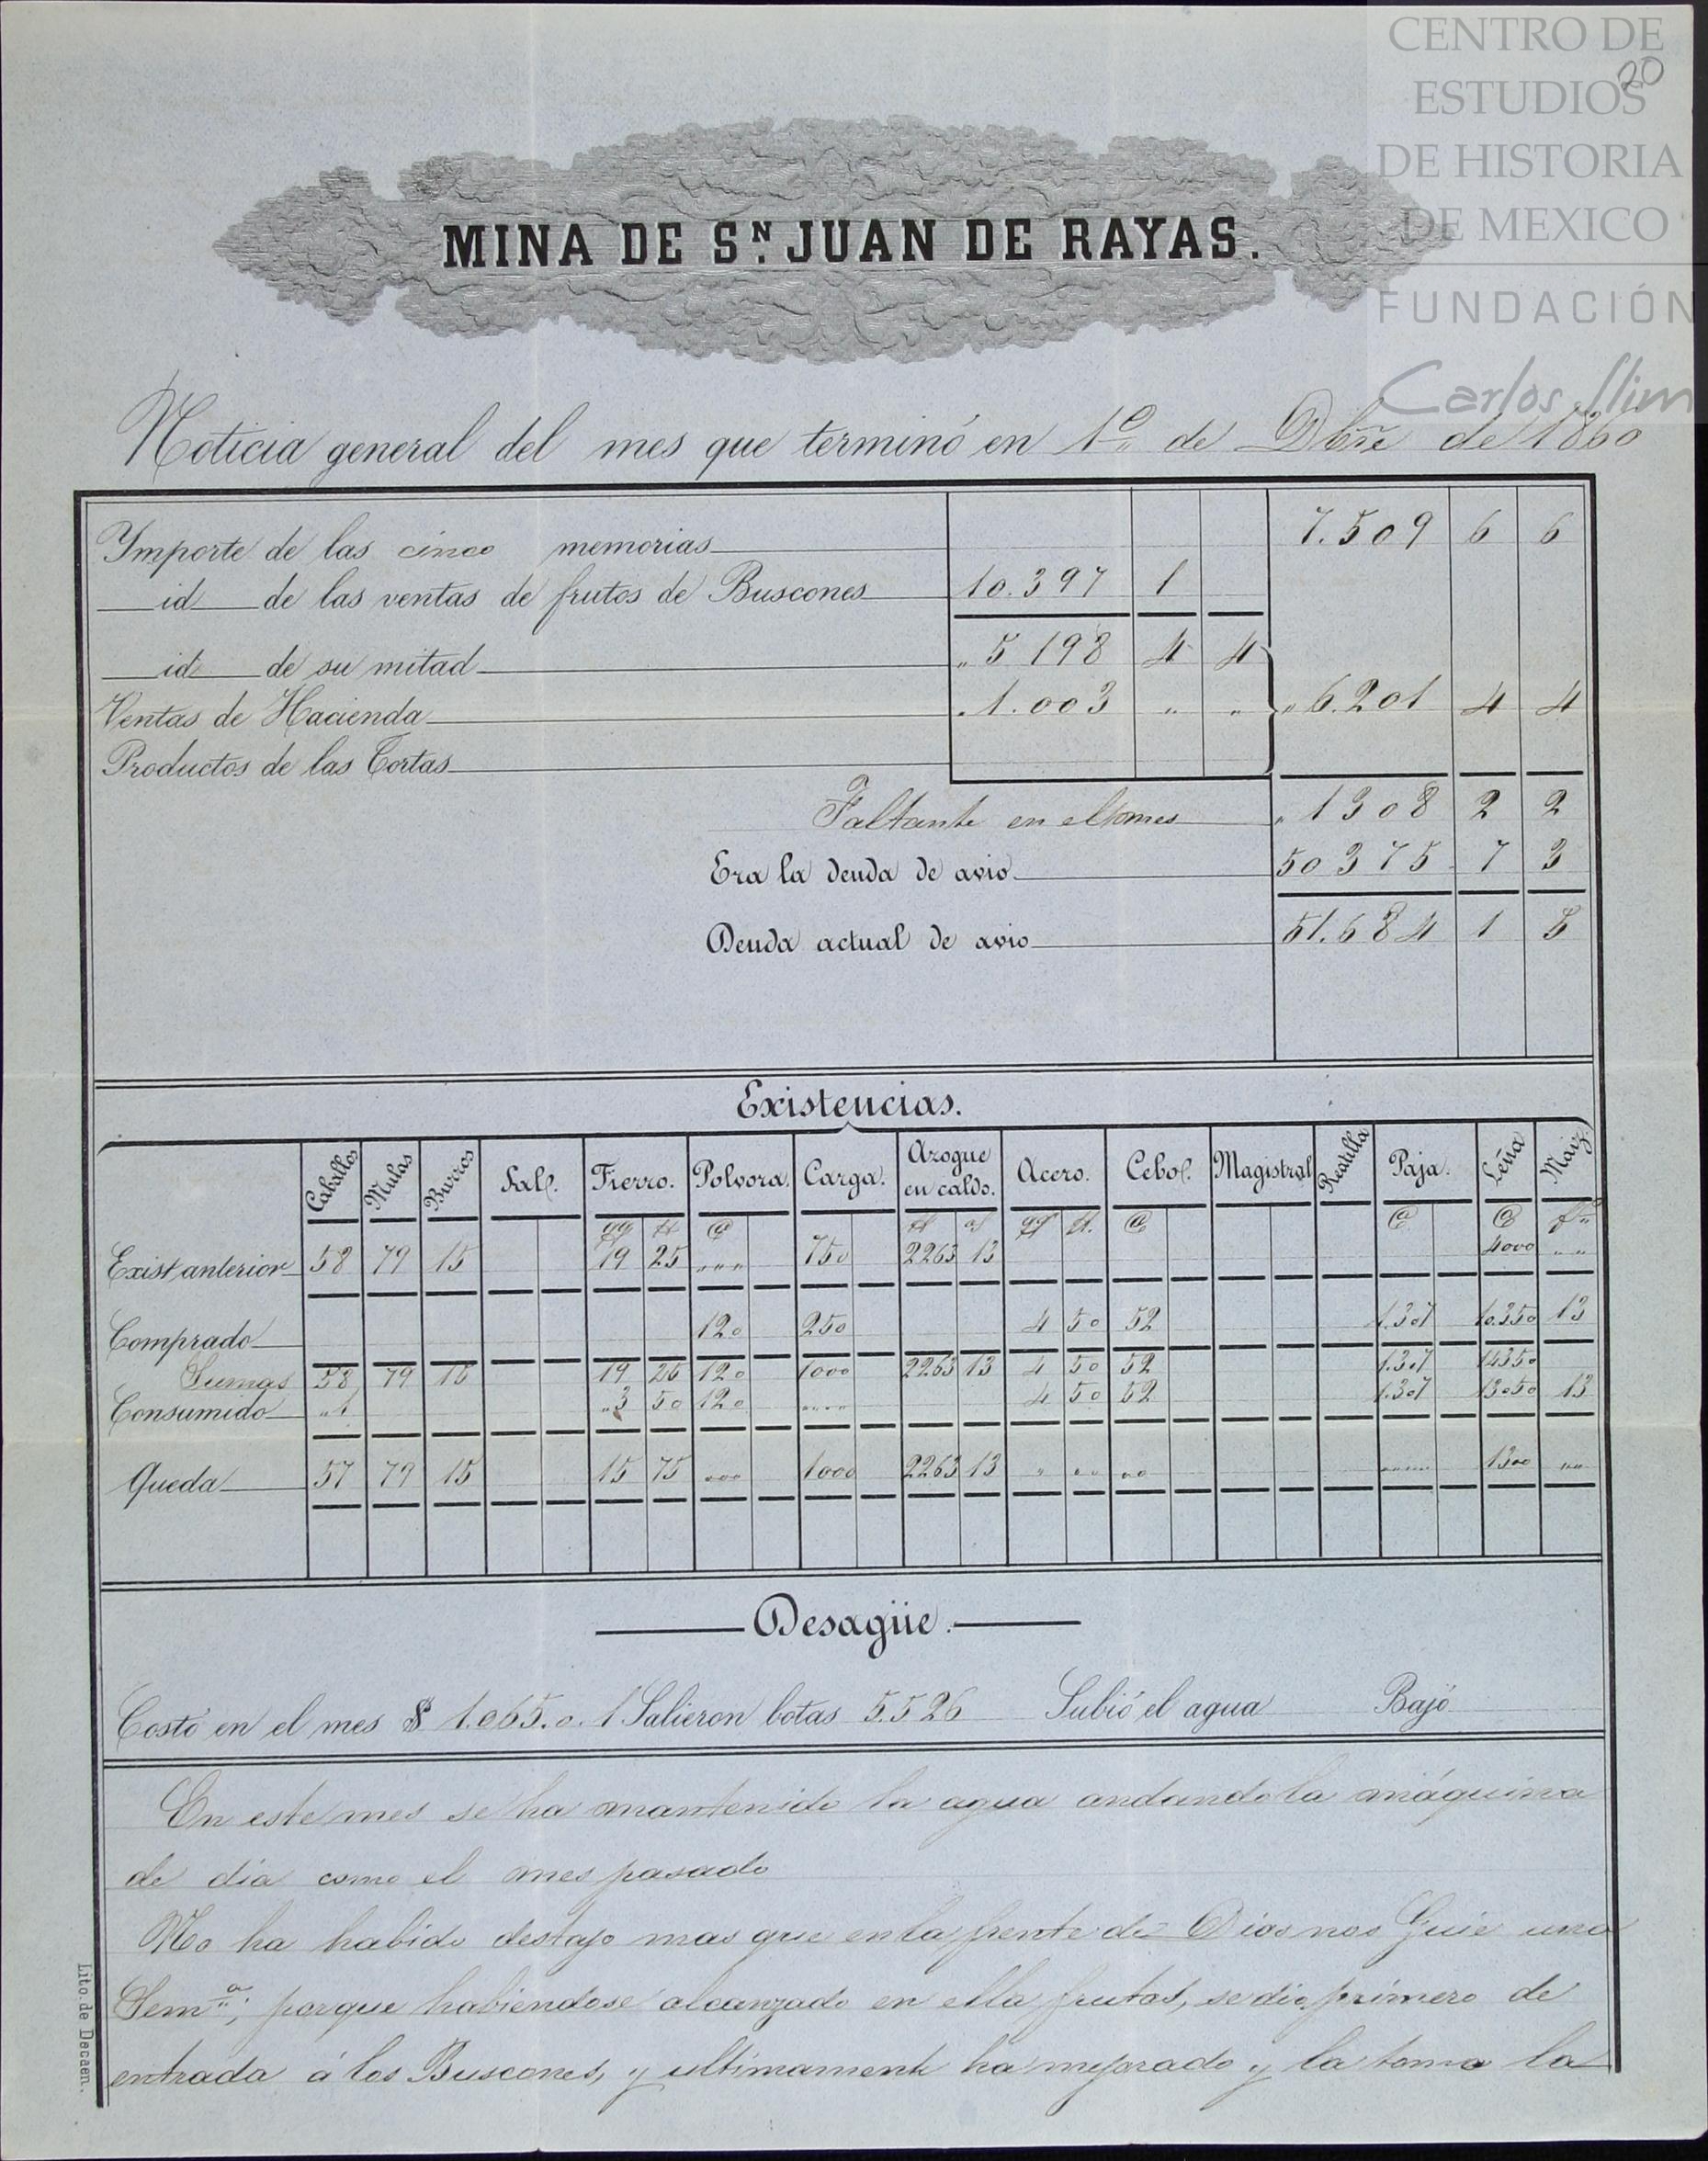 CENTRO DE
ESTUDIOS
DE HISTORIA
DE MEXICO
FUNDACIÓN
Carlos Slim
20
MINA DE Sⁿ. JUAN DE RAYAS.
Noticia general del mes que terminó en 1º de Dbre de 1860
Ymporte de las cinco memorias 7.509 6 6
id de las ventas de frutos de Buscones 10.397 1
id de su mitad „ 5198 4 4
Ventas de Hacienda „ 1.003 „ „ „ 6.201 4 4
Productos de las Tortas
Faltante en el mes „ 1308 2 2
Era la deuda de avio 50375 7 3
Deuda actual de avio 51.684 1 5
Existencias.
Caballos Mulas Burros Sal. Fierro. Polvora. Carga. Azogue en caldo. Acero. Cebo. Magistral Reatilla Paja. Léña Maiz.
qq tt @ tt qq tt. @ @ @
Exist anterior 58 79 15 19 25 „„„ 750 2263 13 4000 „„
Comprado 120 250 4 50 52 1.307 10.350 13
Sumas 58 79 15 19 25 120 1000 2263 13 4 50 52 1.307 14350
Consumido „1 „3 50 120 „„„„ 4 50 52 1.307 13050 13
Queda 57 79 15 15 75 „„„ 1000 2263 13 „ „„ „„ „„„„ 1300 „„
Desagüe.
Costo en el mes $ 1.065.0.1 Salieron botas 5.526 Subió el agua Bajó
En este mes se ha mantenido la agua andando la máquina
de dia como el mes pasado
No ha habido destajo mas que en la frente de Dios nos Guie una
Semª; porque habiendose alcanzado en ella frutos, se dio primero de
entrada á los Buscones, y ultimamente ha mejorado y la toma la
Lito. de Decaen.